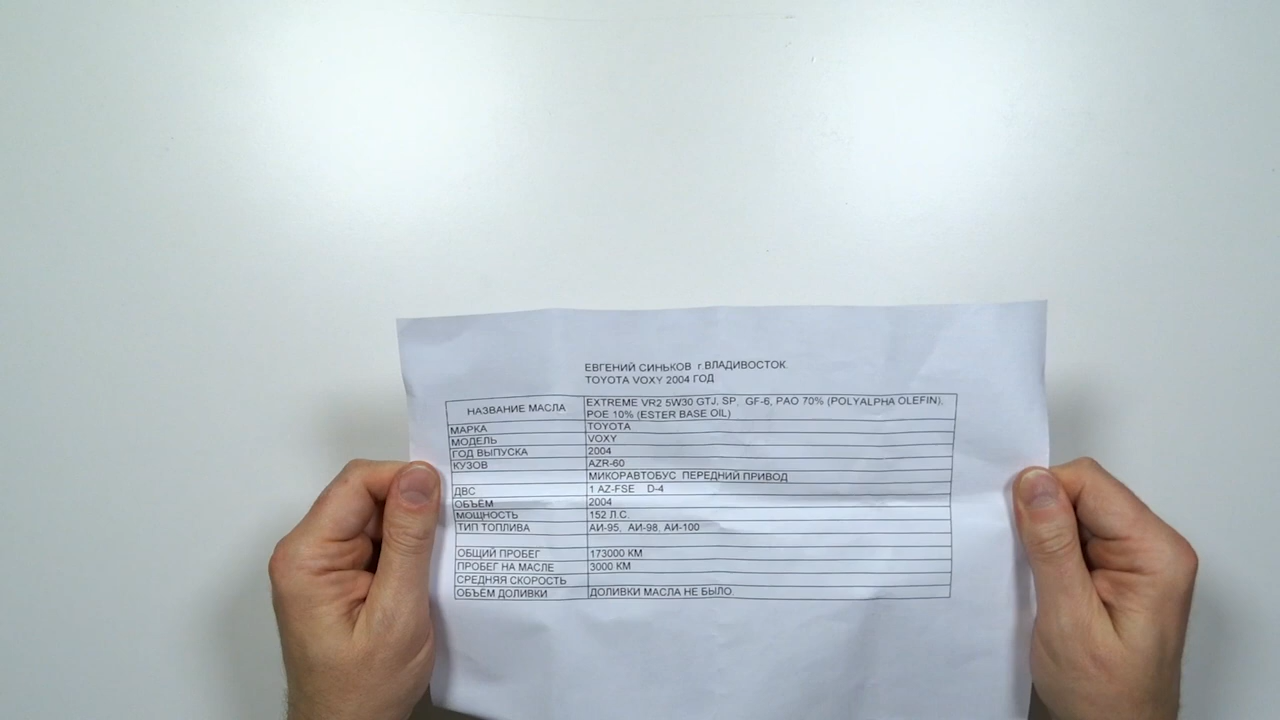 ЕВГЕНИЙ СИНЬКОВ г.ВЛАДИВОСТОК.
TOYOTA VOXY 2004 ГОД
НАЗВАНИЕ МАСЛА EXTREME VR2 5W30 GTJ, SP, GF-6, PAO 70% (POLYALPHA OLEFIN),
POE 10% (ESTER BASE OIL)
МАРКА TOYOTA
МОДЕЛЬ VOXY
ГОД ВЫПУСКА 2004
КУЗОВ AZR-60
МИКОРАВТОБУС ПЕРЕДНИЙ ПРИВОД
ДВС 1 AZ-FSE D-4
ОБЪЁМ 2004
МОЩНОСТЬ 152 Л.С.
ТИП ТОПЛИВА АИ-95, АИ-98, АИ-100
ОБЩИЙ ПРОБЕГ 173000 КМ
ПРОБЕГ НА МАСЛЕ 3000 КМ
СРЕДНЯЯ СКОРОСТЬ
ОБЪЁМ ДОЛИВКИ ДОЛИВКИ МАСЛА НЕ БЫЛО.